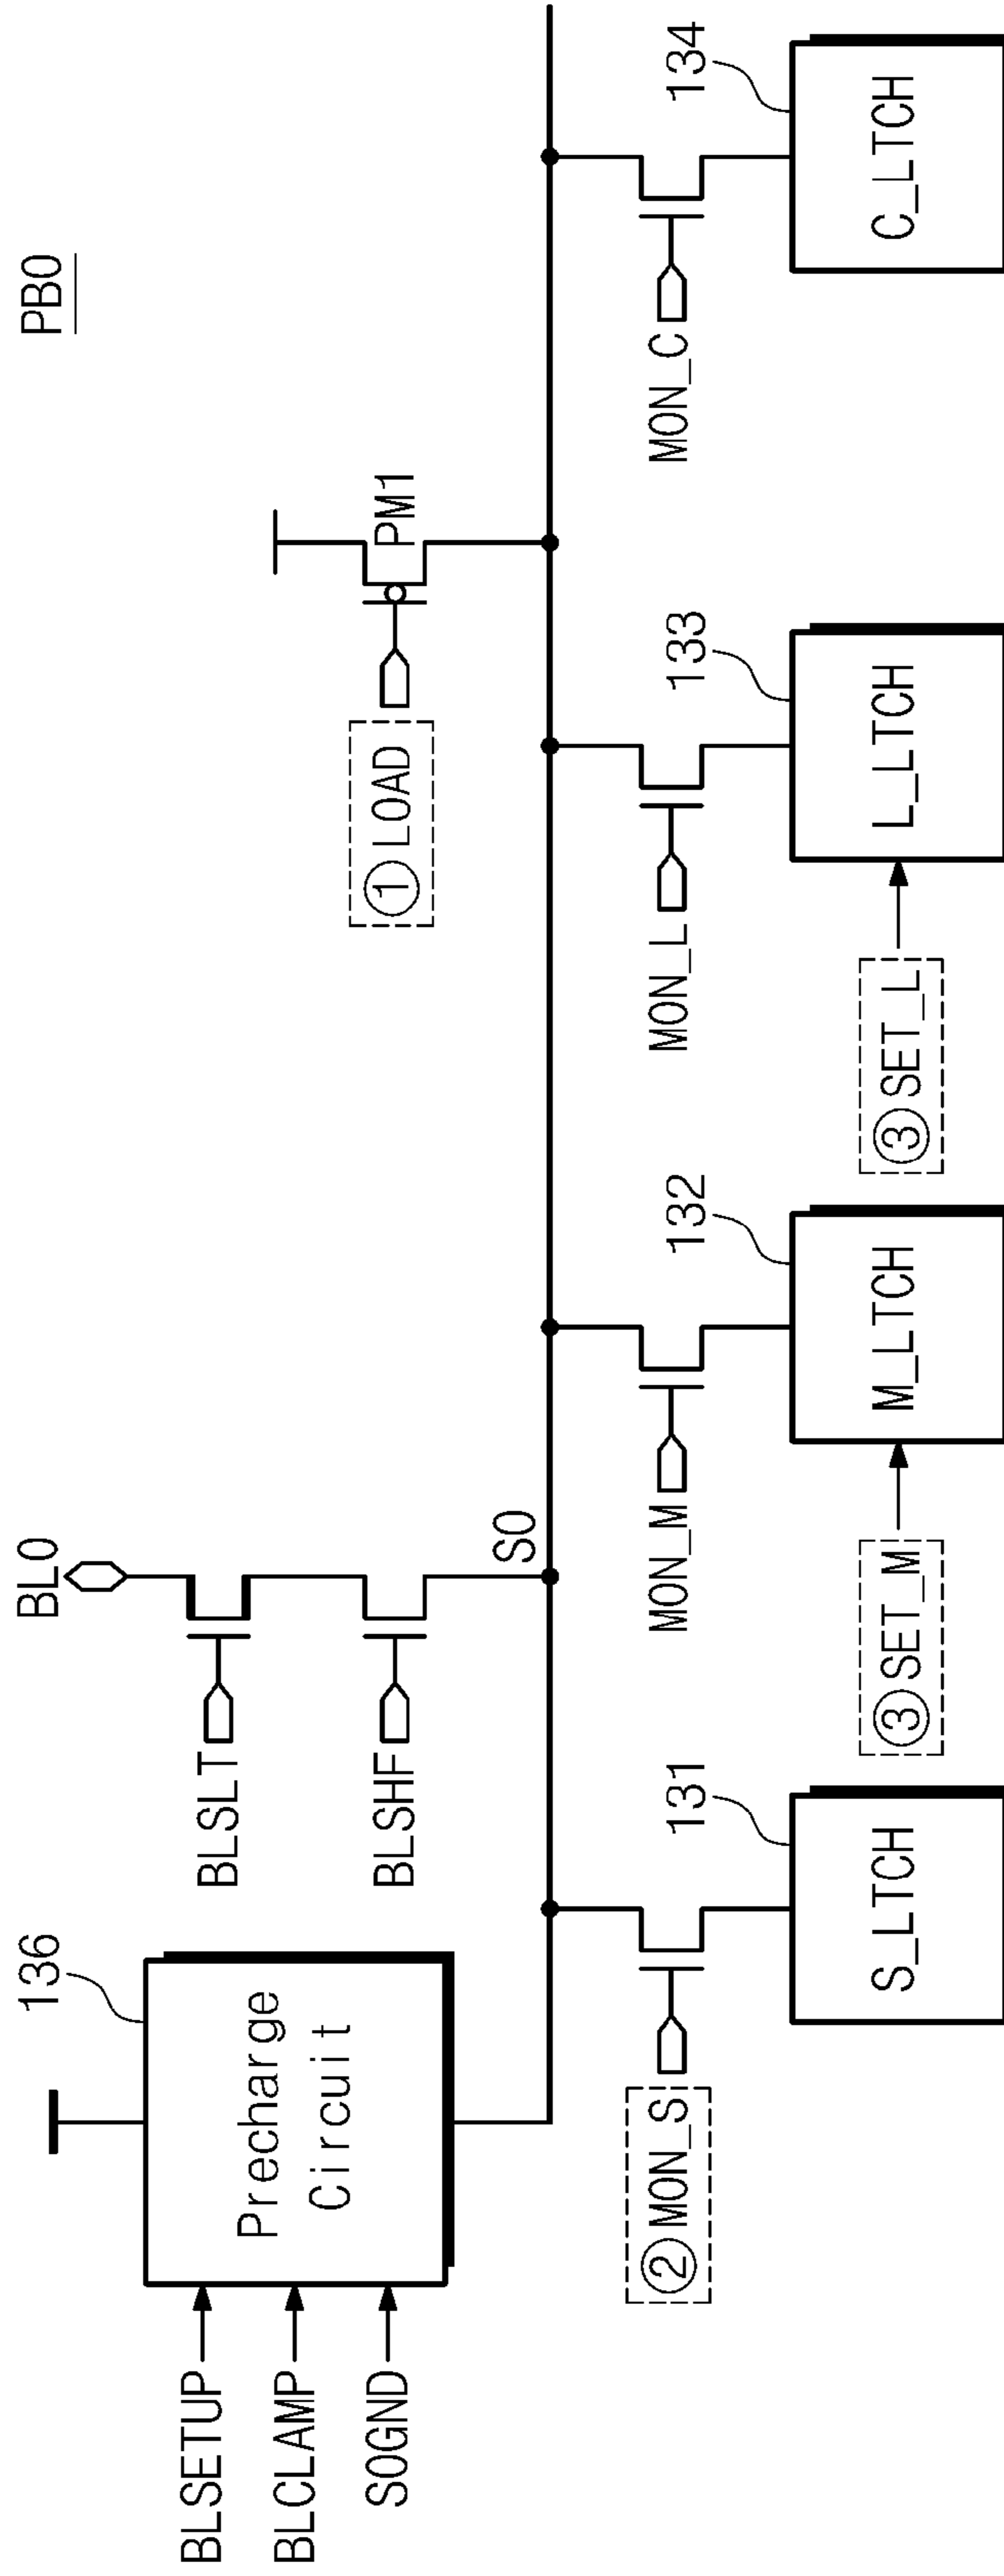 PB0
136
BL0
BLSETUP
BLCLAMP
SOGND
Precharge
Circuit
BLSLT
BLSHF
SO
① LOAD
PM1
② MON_S
131
S_LTCH
MON_M
132
③ SET_M
M_LTCH
MON_L
133
③ SET_L
L_LTCH
MON_C
134
C_LTCH